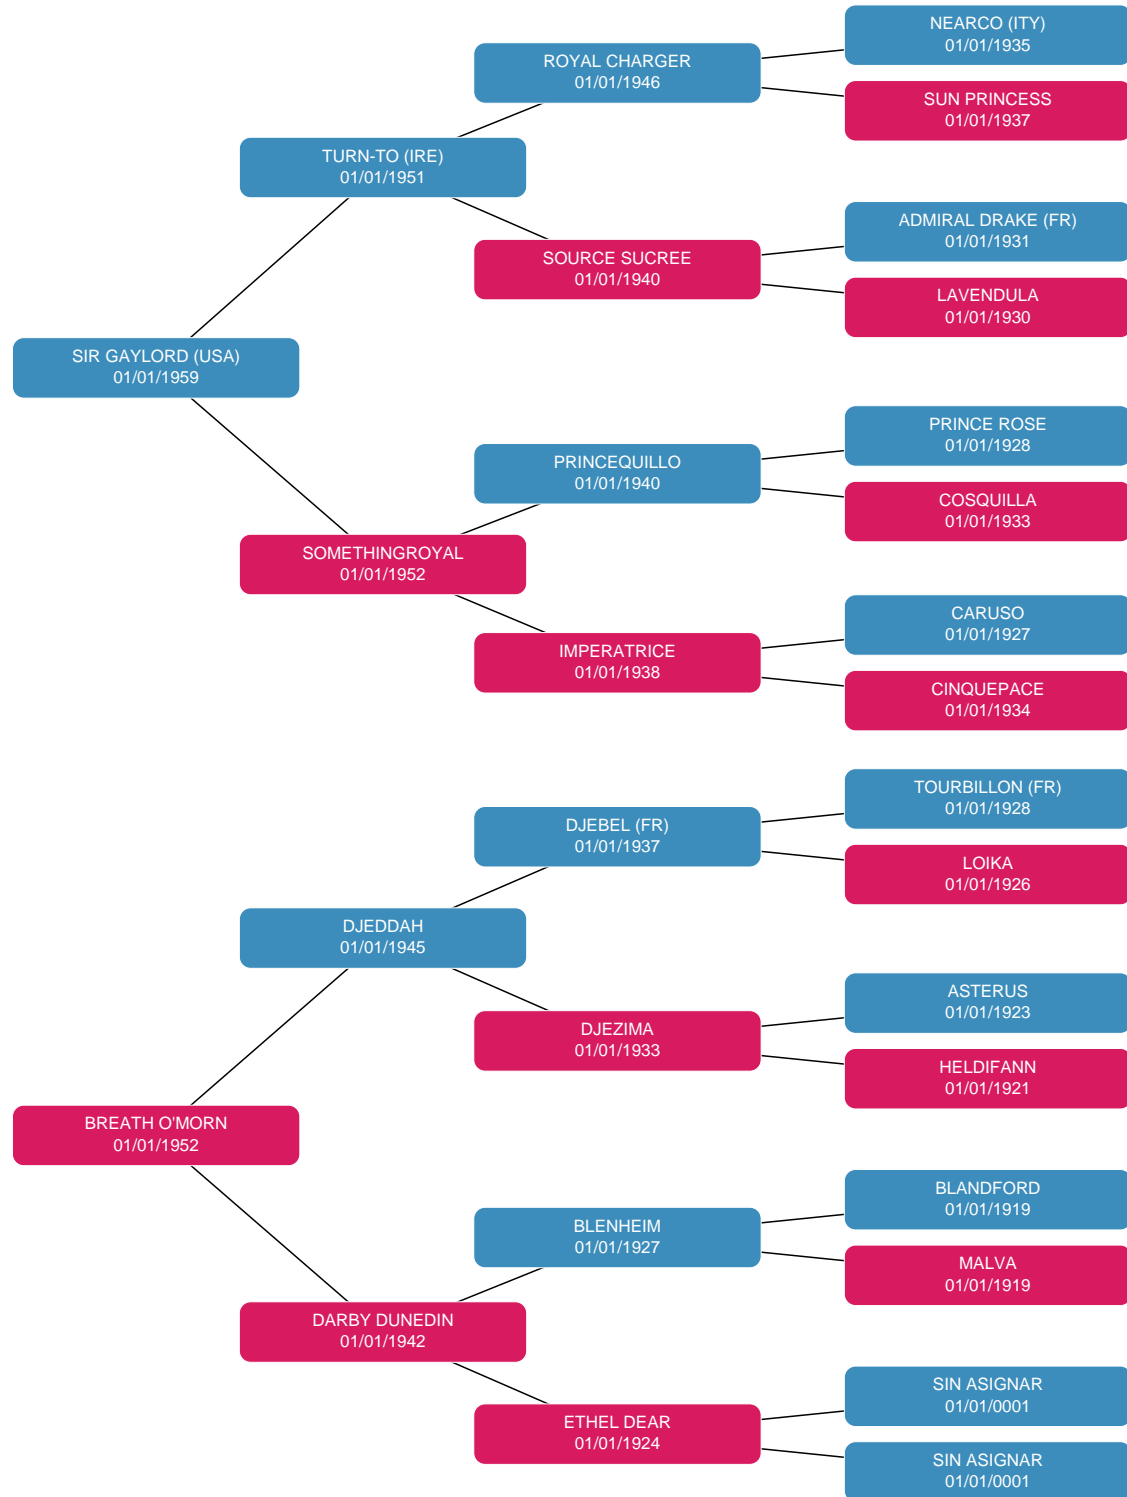 NEARCO (ITY)
01/01/1935
ROYAL CHARGER
01/01/1946
SUN PRINCESS
01/01/1937
TURN-TO (IRE)
01/01/1951
ADMIRAL DRAKE (FR)
01/01/1931
SOURCE SUCREE
01/01/1940
LAVENDULA
01/01/1930
SIR GAYLORD (USA)
01/01/1959
PRINCE ROSE
01/01/1928
PRINCEQUILLO
01/01/1940
COSQUILLA
01/01/1933
SOMETHINGROYAL
01/01/1952
CARUSO
01/01/1927
IMPERATRICE
01/01/1938
CINQUEPACE
01/01/1934
TOURBILLON (FR)
01/01/1928
DJEBEL (FR)
01/01/1937
LOIKA
01/01/1926
DJEDDAH
01/01/1945
ASTERUS
01/01/1923
DJEZIMA
01/01/1933
HELDIFANN
01/01/1921
BREATH O'MORN
01/01/1952
BLANDFORD
01/01/1919
BLENHEIM
01/01/1927
MALVA
01/01/1919
DARBY DUNEDIN
01/01/1942
SIN ASIGNAR
01/01/0001
ETHEL DEAR
01/01/1924
SIN ASIGNAR
01/01/0001